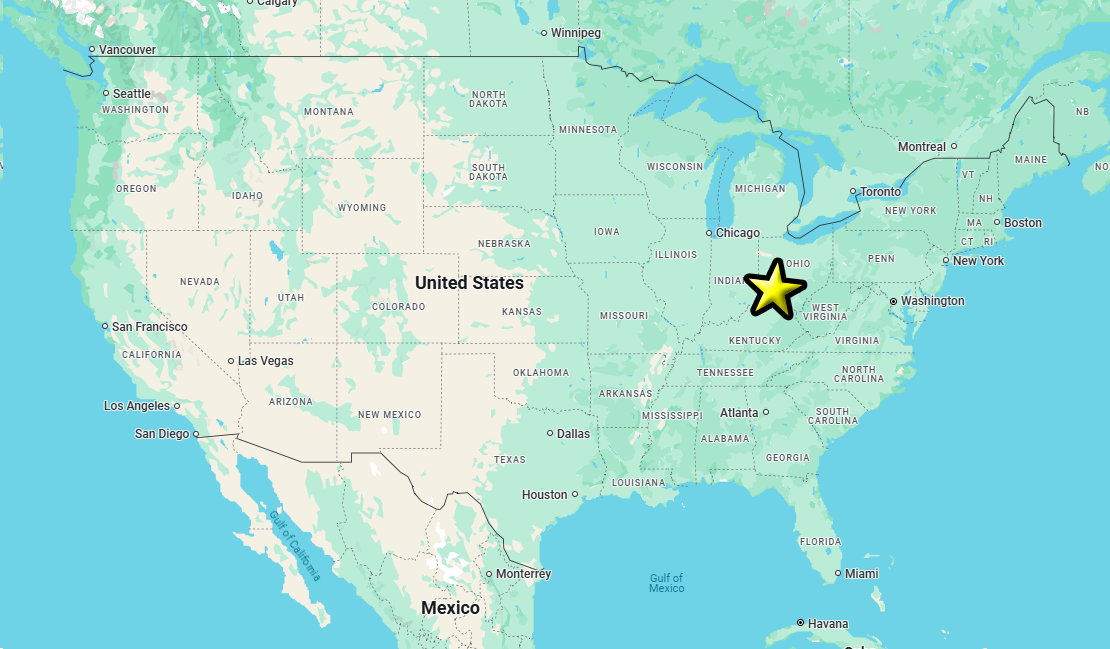 Calgary
Winnipeg
Vancouver
Seattle
WASHINGTON
NORTH
DAKOTA
MONTANA
NB
MINNESOTA
Montreal
MAINE
WISCONSIN
SOUTH
DAKOTA
VT
OREGON
IDAHO
MICHIGAN
Toronto
NH
WYOMING
NEW YORK
MA
Boston
IOWA
Chicago
CT
RI
NEBRASKA
ILLINOIS
PENN
New York
OHIO
United States
NEVADA
INDIAN
UTAH
COLORADO
KANSAS
MISSOURI
WEST
VIRGINIA
Washington
San Francisco
KENTUCKY
VIRGINIA
CALIFORNIA
Las Vegas
OKLAHOMA
TENNESSEE
NORTH
CAROLINA
ARKANSAS
Los Angeles
ARIZONA
NEW MEXICO
MISSISSIPPI
Atlanta
SOUTH
CAROLINA
San Diego
Dallas
ALABAMA
TEXAS
GEORGIA
LOUISIANA
Houston
Gulf of California
FLORIDA
Monterrey
Gulf of
Mexico
Miami
Mexico
Havana